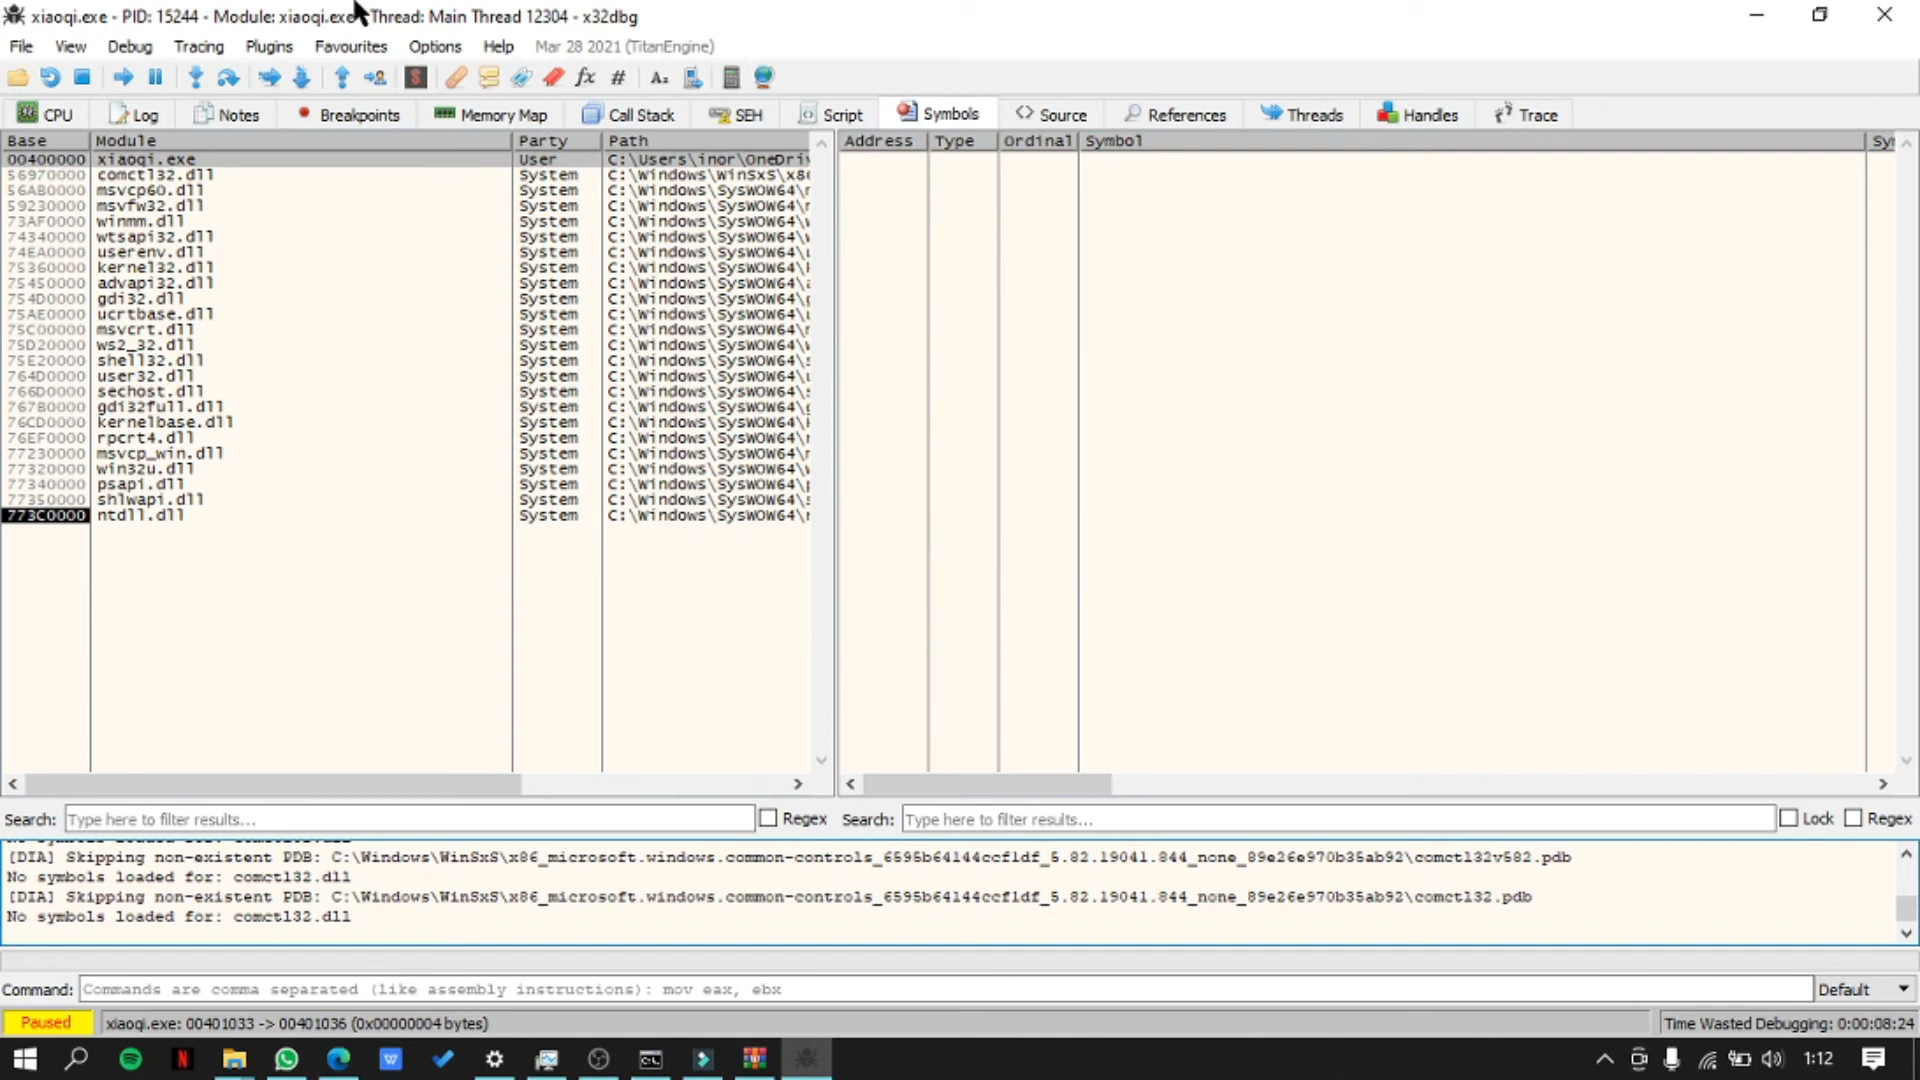 xiaoqi.exe - PID: 15244 - Module: xiaoqi.exe - Thread: Main Thread 12304 - x32dbg
File View Debug Tracing Plugins Favourites Options Help Mar 28 2021 (TitanEngine)
CPU Log Notes Breakpoints Memory Map Call Stack SEH Script Symbols Source References Threads Handles Trace
Base Module Party Path Address Type Ordinal Symbol
00400000 xiaoqi.exe User C:\Users\inor\OneDriv
56970000 comctl32.dll System C:\Windows\WinSxS\x8
56AB0000 msvcp60.dll System C:\Windows\SysWOW64\
59230000 msvfw32.dll System C:\Windows\SysWOW64\
73AF0000 winmm.dll System C:\Windows\SysWOW64\
74340000 wtsapi32.dll System C:\Windows\SysWOW64\
74EA0000 userenv.dll System C:\Windows\SysWOW64\
75360000 kernel32.dll System C:\Windows\SysWOW64\
75450000 advapi32.dll System C:\Windows\SysWOW64\
754D0000 gdi32.dll System C:\Windows\SysWOW64\
75AE0000 ucrtbase.dll System C:\Windows\SysWOW64\
75C00000 msvcrt.dll System C:\Windows\SysWOW64\
75D20000 ws2_32.dll System C:\Windows\SysWOW64\
75E20000 shell32.dll System C:\Windows\SysWOW64\
764D0000 user32.dll System C:\Windows\SysWOW64\
766D0000 sechost.dll System C:\Windows\SysWOW64\
767B0000 gdi32full.dll System C:\Windows\SysWOW64\
76CD0000 kernelbase.dll System C:\Windows\SysWOW64\
76EF0000 rpcrt4.dll System C:\Windows\SysWOW64\
77230000 msvcp_win.dll System C:\Windows\SysWOW64\
77320000 win32u.dll System C:\Windows\SysWOW64\
77340000 psapi.dll System C:\Windows\SysWOW64\
77350000 shlwapi.dll System C:\Windows\SysWOW64\
773C0000 ntdll.dll System C:\Windows\SysWOW64\
Search: Type here to filter results... Regex Search: Type here to filter results... Lock Regex
[DIA] Skipping non-existent PDB: C:\Windows\WinSxS\x86_microsoft.windows.common-controls_6595b64144ccf1df_5.82.19041.844_none_89e26e970b35ab92\comctl32v582.pdb
No symbols loaded for: comctl32.dll
[DIA] Skipping non-existent PDB: C:\Windows\WinSxS\x86_microsoft.windows.common-controls_6595b64144ccf1df_5.82.19041.844_none_89e26e970b35ab92\comctl32.pdb
No symbols loaded for: comctl32.dll
Command: Commands are comma separated (like assembly instructions): mov eax, ebx Default
Paused xiaoqi.exe: 00401033 -> 00401036 (0x00000004 bytes) Time Wasted Debugging: 0:00:08:24
1:12